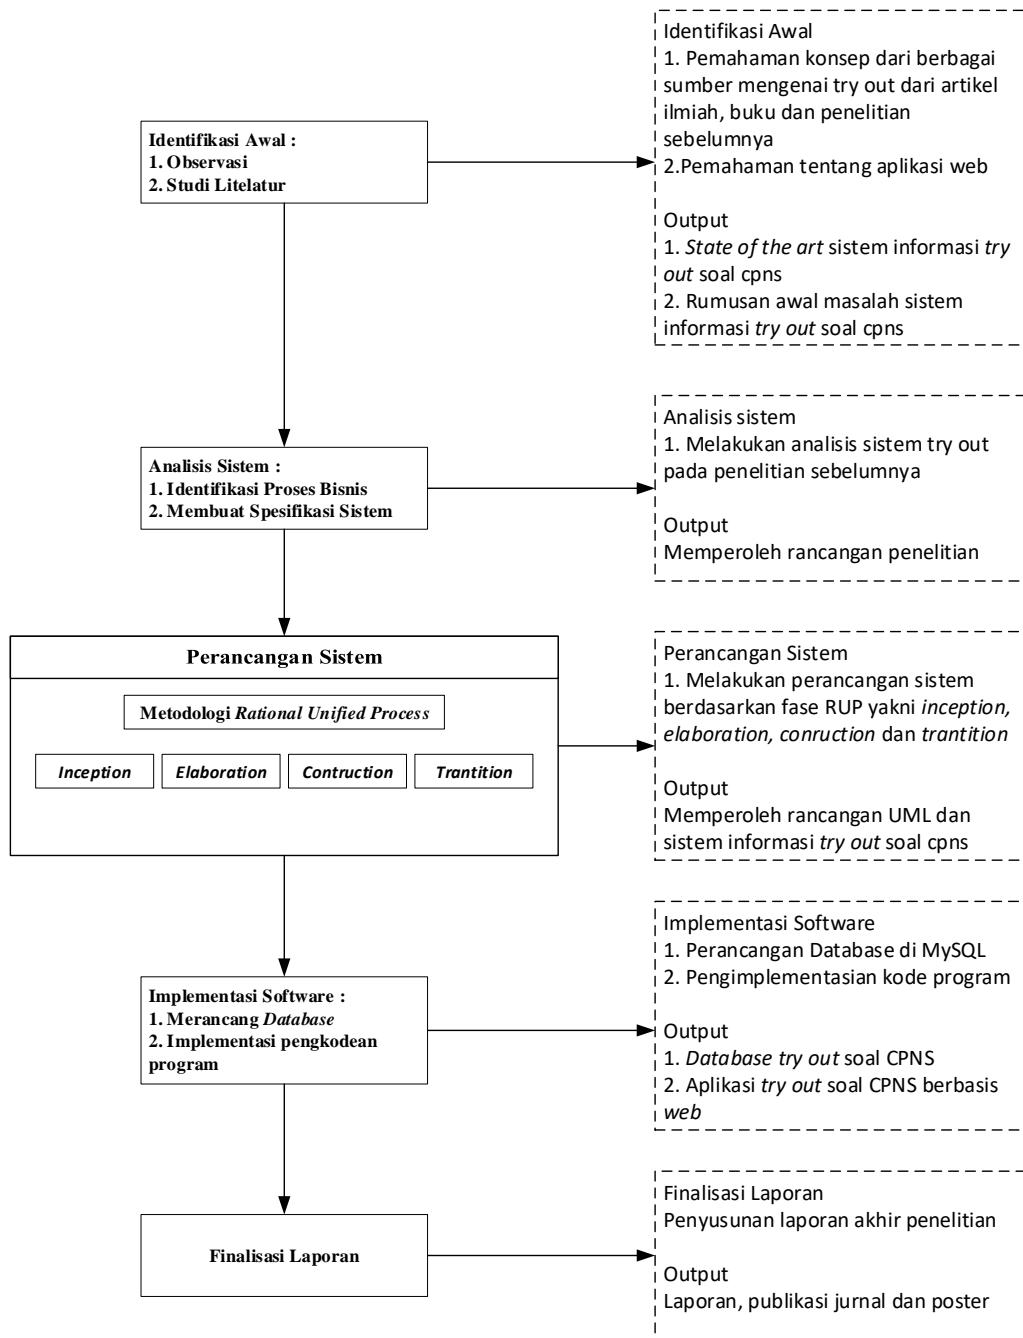 Identifikasi Awal :
1. Observasi
2. Studi Litelatur
Identifikasi Awal
1. Pemahaman konsep dari berbagai
sumber mengenai try out dari artikel
ilmiah, buku dan penelitian
sebelumnya
2.Pemahaman tentang aplikasi web
Output
1. State of the art sistem informasi try
out soal cpns
2. Rumusan awal masalah sistem
informasi try out soal cpns
Analisis Sistem :
1. Identifikasi Proses Bisnis
2. Membuat Spesifikasi Sistem
Analisis sistem
1. Melakukan analisis sistem try out
pada penelitian sebelumnya
Output
Memperoleh rancangan penelitian
Perancangan Sistem
Metodologi Rational Unified Process
Inception
Elaboration
Contruction
Trantition
Perancangan Sistem
1. Melakukan perancangan sistem
berdasarkan fase RUP yakni inception,
elaboration, conruction dan trantition
Output
Memperoleh rancangan UML dan
sistem informasi try out soal cpns
Implementasi Software :
1. Merancang Database
2. Implementasi pengkodean
program
Implementasi Software
1. Perancangan Database di MySQL
2. Pengimplementasian kode program
Output
1. Database try out soal CPNS
2. Aplikasi try out soal CPNS berbasis
web
Finalisasi Laporan
Finalisasi Laporan
Penyusunan laporan akhir penelitian
Output
Laporan, publikasi jurnal dan poster